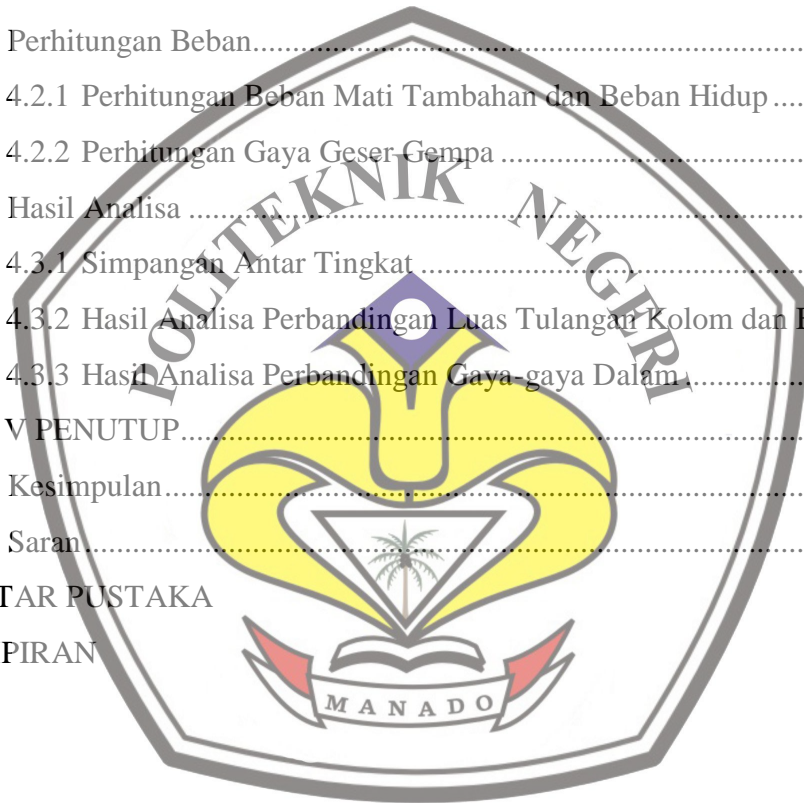 Perhitungan Beban........................................................................
4.2.1 Perhitungan Beban Mati Tambahan dan Beban Hidup ....
4.2.2 Perhitungan Gaya Geser Gempa ........................................
Hasil Analisa ..............................................................................
4.3.1 Simpangan Antar Tingkat..................................................
4.3.2 Hasil Analisa Perbandingan Luas Tulangan Kolom dan
4.3.3 Hasil Analisa Perbandingan Gaya-gaya Dalam..................
V PENUTUP................................................................................
Kesimpulan..................................................................................
Saran............................................................................................
TAR PUSTAKA
PIRAN
POLITEKNIK NEGERI
MANADO